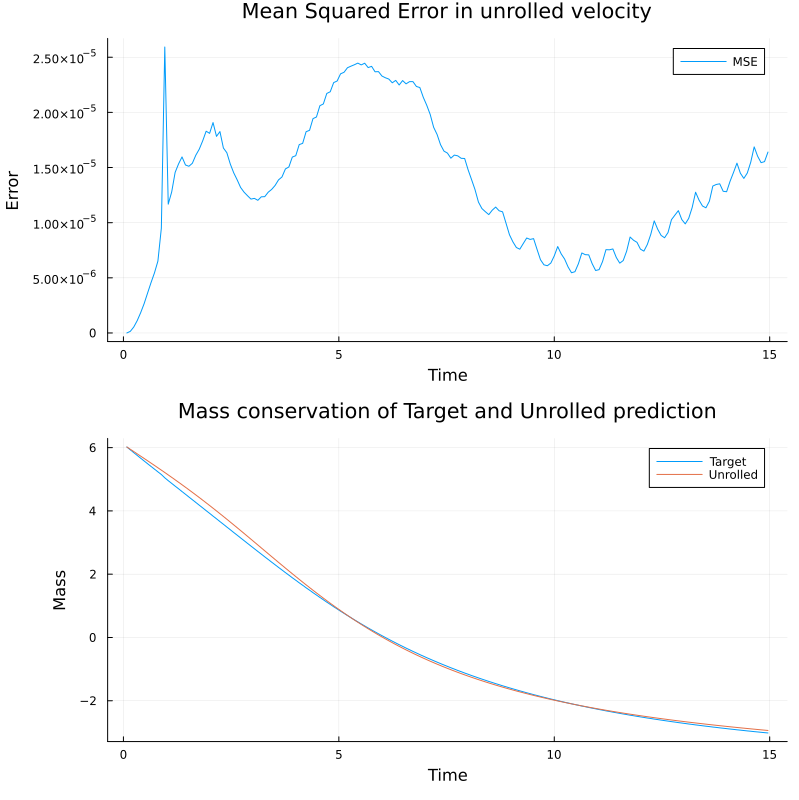 Mean Squared Error in unrolled velocity
2.50×10⁻⁵
2.00×10⁻⁵
1.50×10⁻⁵
1.00×10⁻⁵
5.00×10⁻⁶
0
Error
MSE
0 5 10 15
Time
Mass conservation of Target and Unrolled prediction
6
4
2
0
−2
Mass
Target
Unrolled
0 5 10 15
Time